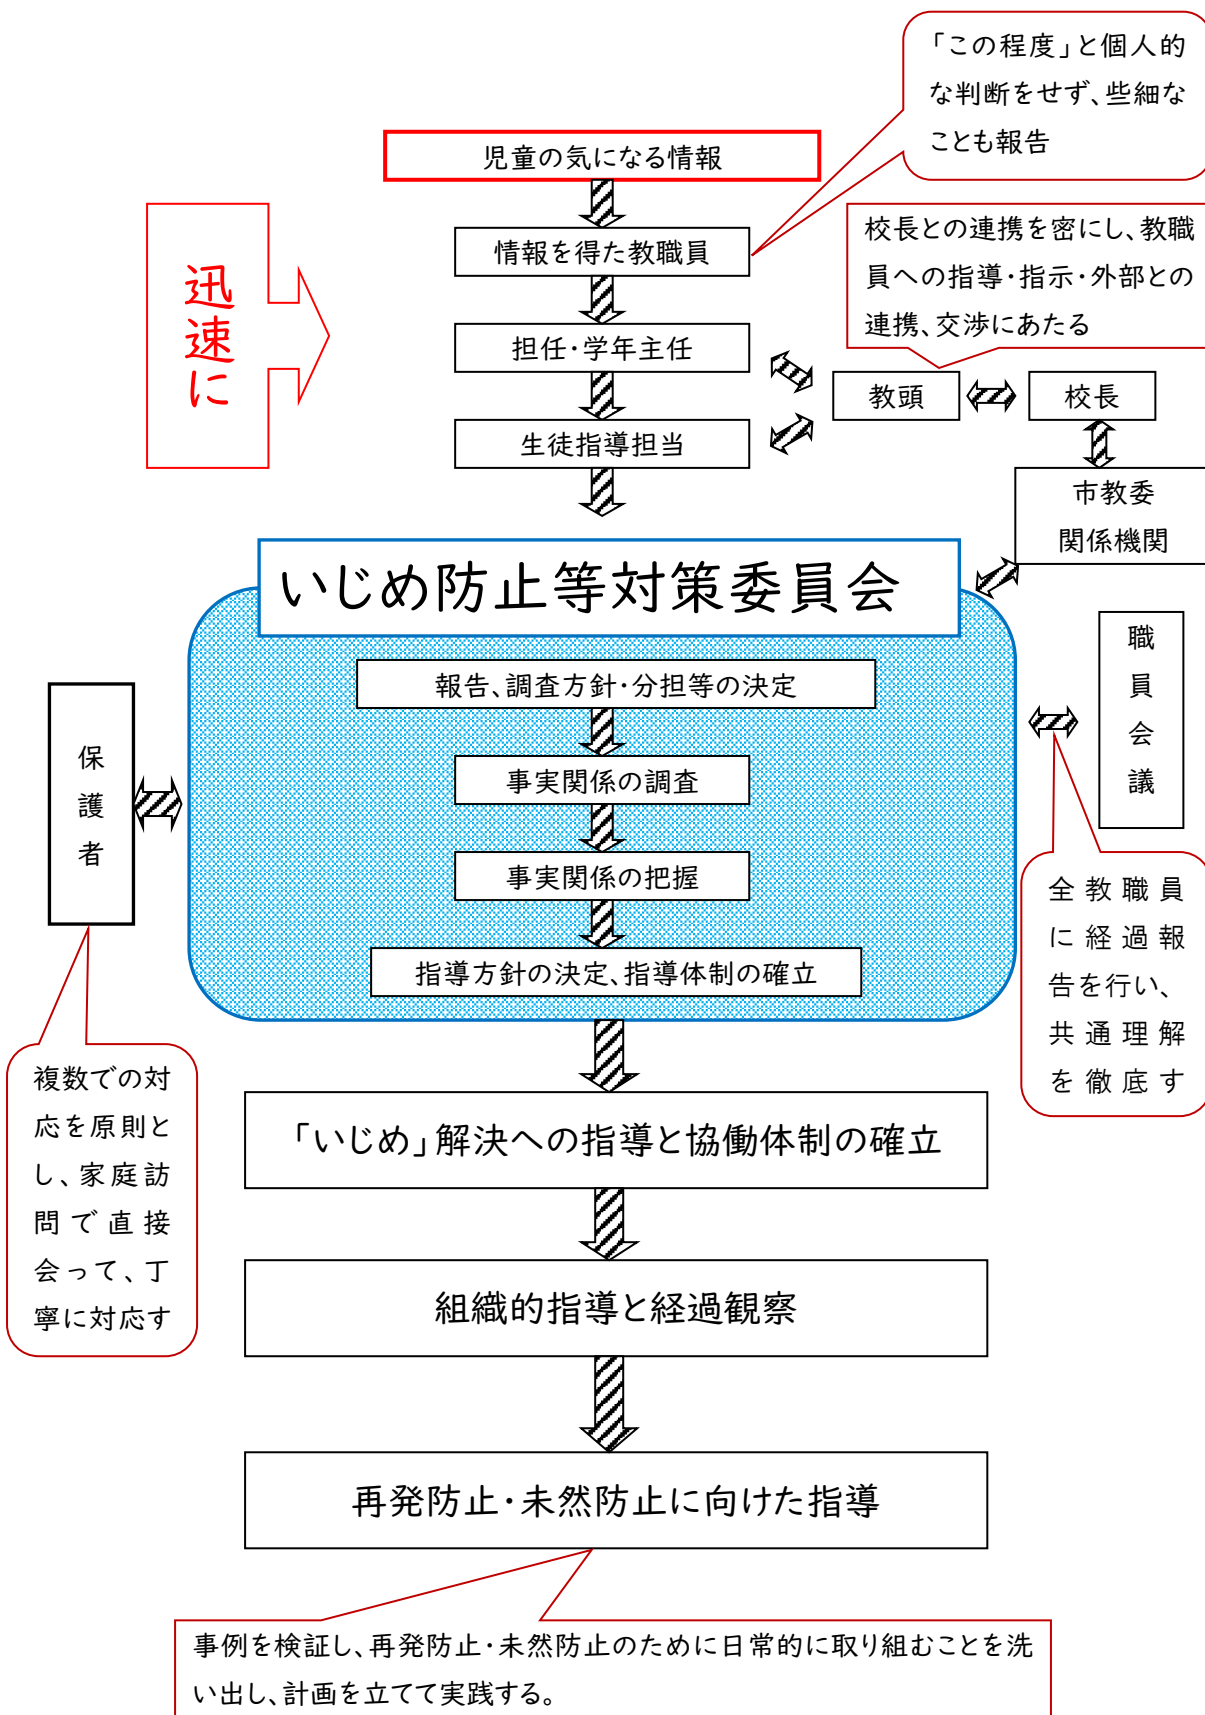 「この程度」と個人的
な判断をせず、些細な
ことも報告
児童の気になる情報
情報を得た教職員
校長との連携を密にし、教職
員への指導・指示・外部との
連携、交渉にあたる
迅速に
担任・学年主任
教頭
校長
生徒指導担当
市教委
関係機関
いじめ防止等対策委員会
職員会議
報告、調査方針・分担等の決定
保護者
事実関係の調査
事実関係の把握
全教職員
に経過報
告を行い、
共通理解
を徹底す
指導方針の決定、指導体制の確立
複数での対
応を原則と
し、家庭訪
問で直接
会って、丁
寧に対応す
「いじめ」解決への指導と協働体制の確立
組織的指導と経過観察
再発防止・未然防止に向けた指導
事例を検証し、再発防止・未然防止のために日常的に取り組むことを洗
い出し、計画を立てて実践する。